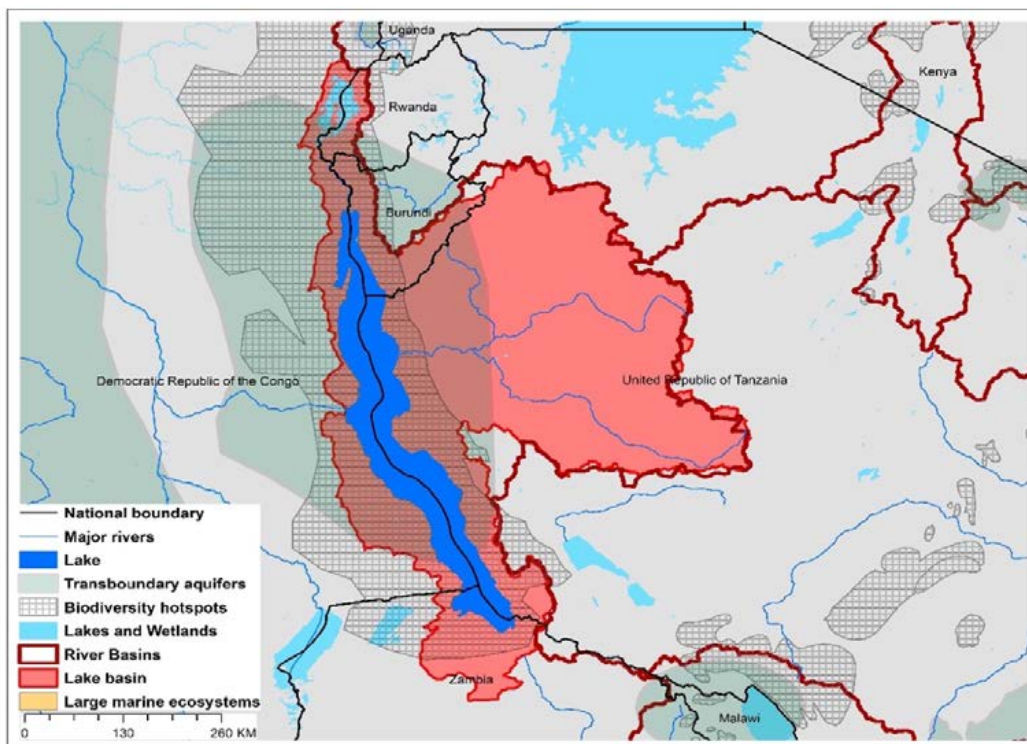 Uganda
Kenya
Rwanda
Burundi
Democratic Republic of the Congo
United Republic of Tanzania
National boundary
Major rivers
Lake
Transboundary aquifers
Biodiversity hotspots
Lakes and Wetlands
River Basins
Lake basin
Large marine ecosystems
Zambia
Malawi
0 130 260 KM